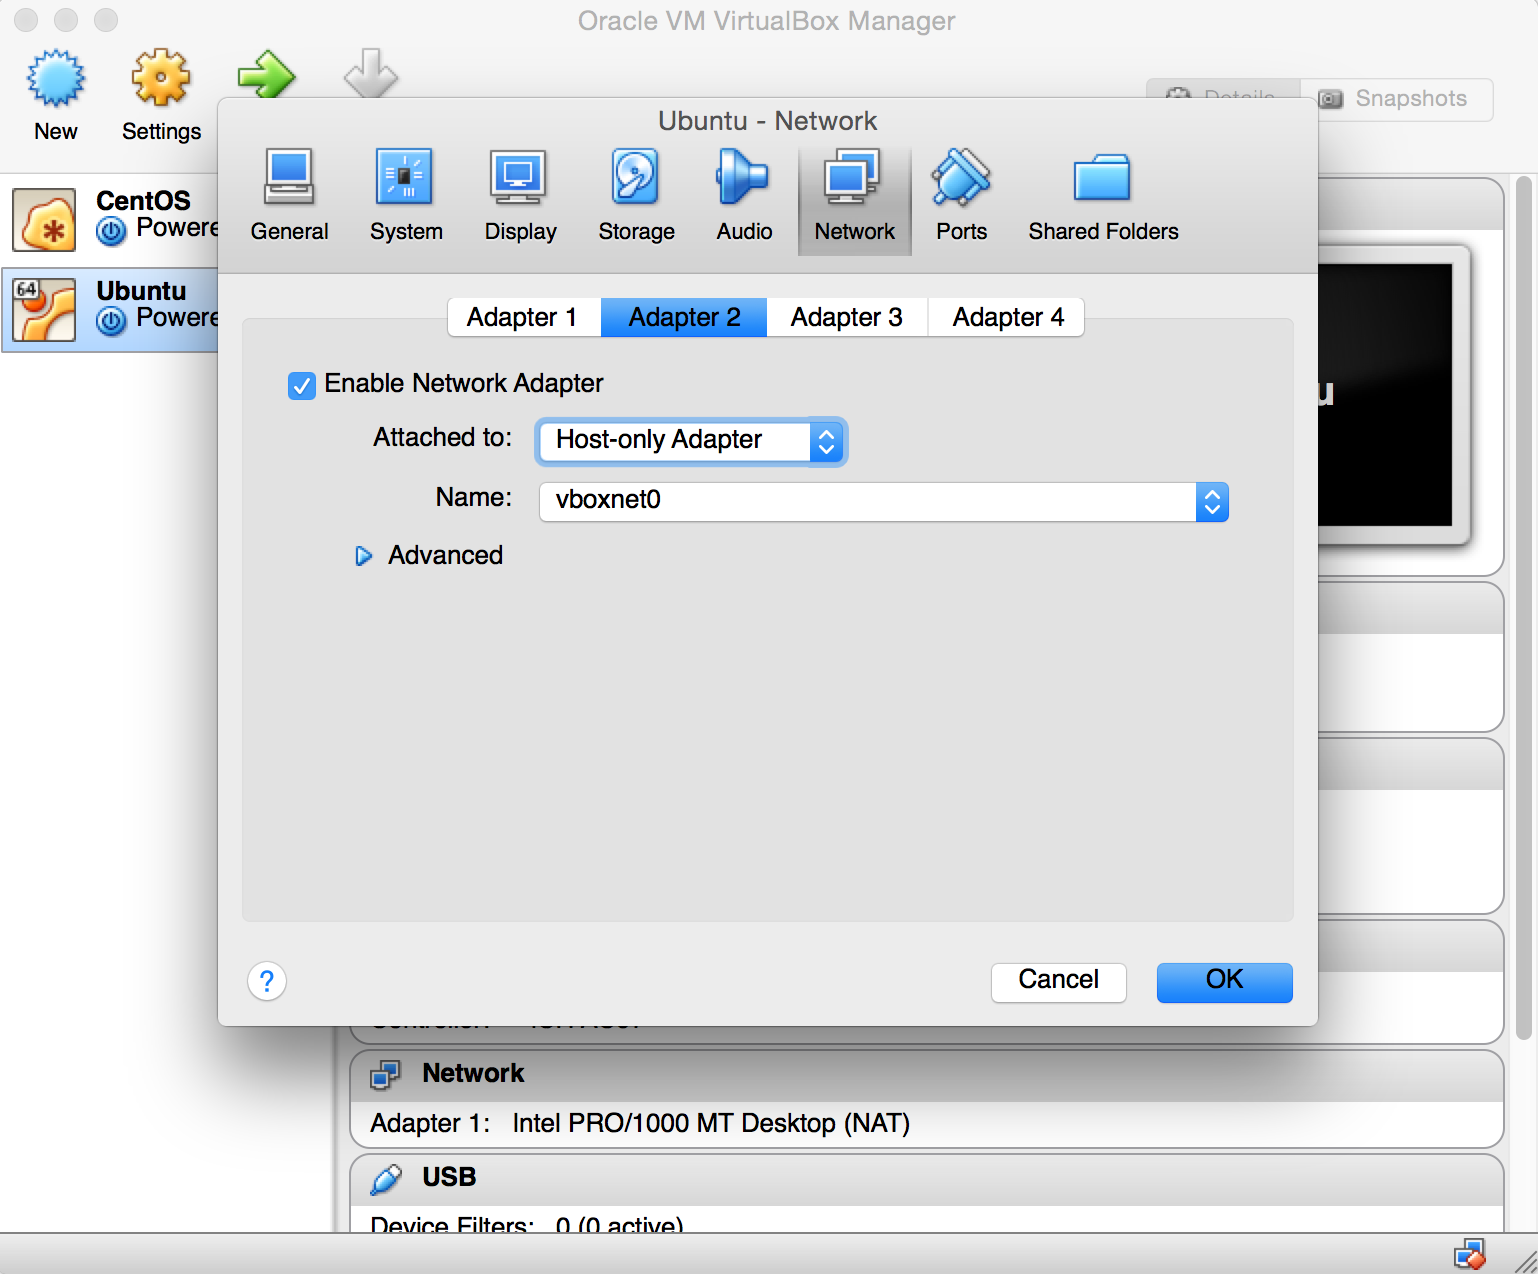 Oracle VM VirtualBox Manager
New
Settings
Details
Snapshots
CentOS
Powere
64
Ubuntu
Powere
Ubuntu - Network
General
System
Display
Storage
Audio
Network
Ports
Shared Folders
Adapter 1
Adapter 2
Adapter 3
Adapter 4
Enable Network Adapter
Attached to:
Host-only Adapter
Name:
vboxnet0
Advanced
u
?
Cancel
OK
Network
Adapter 1: Intel PRO/1000 MT Desktop (NAT)
USB
Device Filters: 0 (0 active)